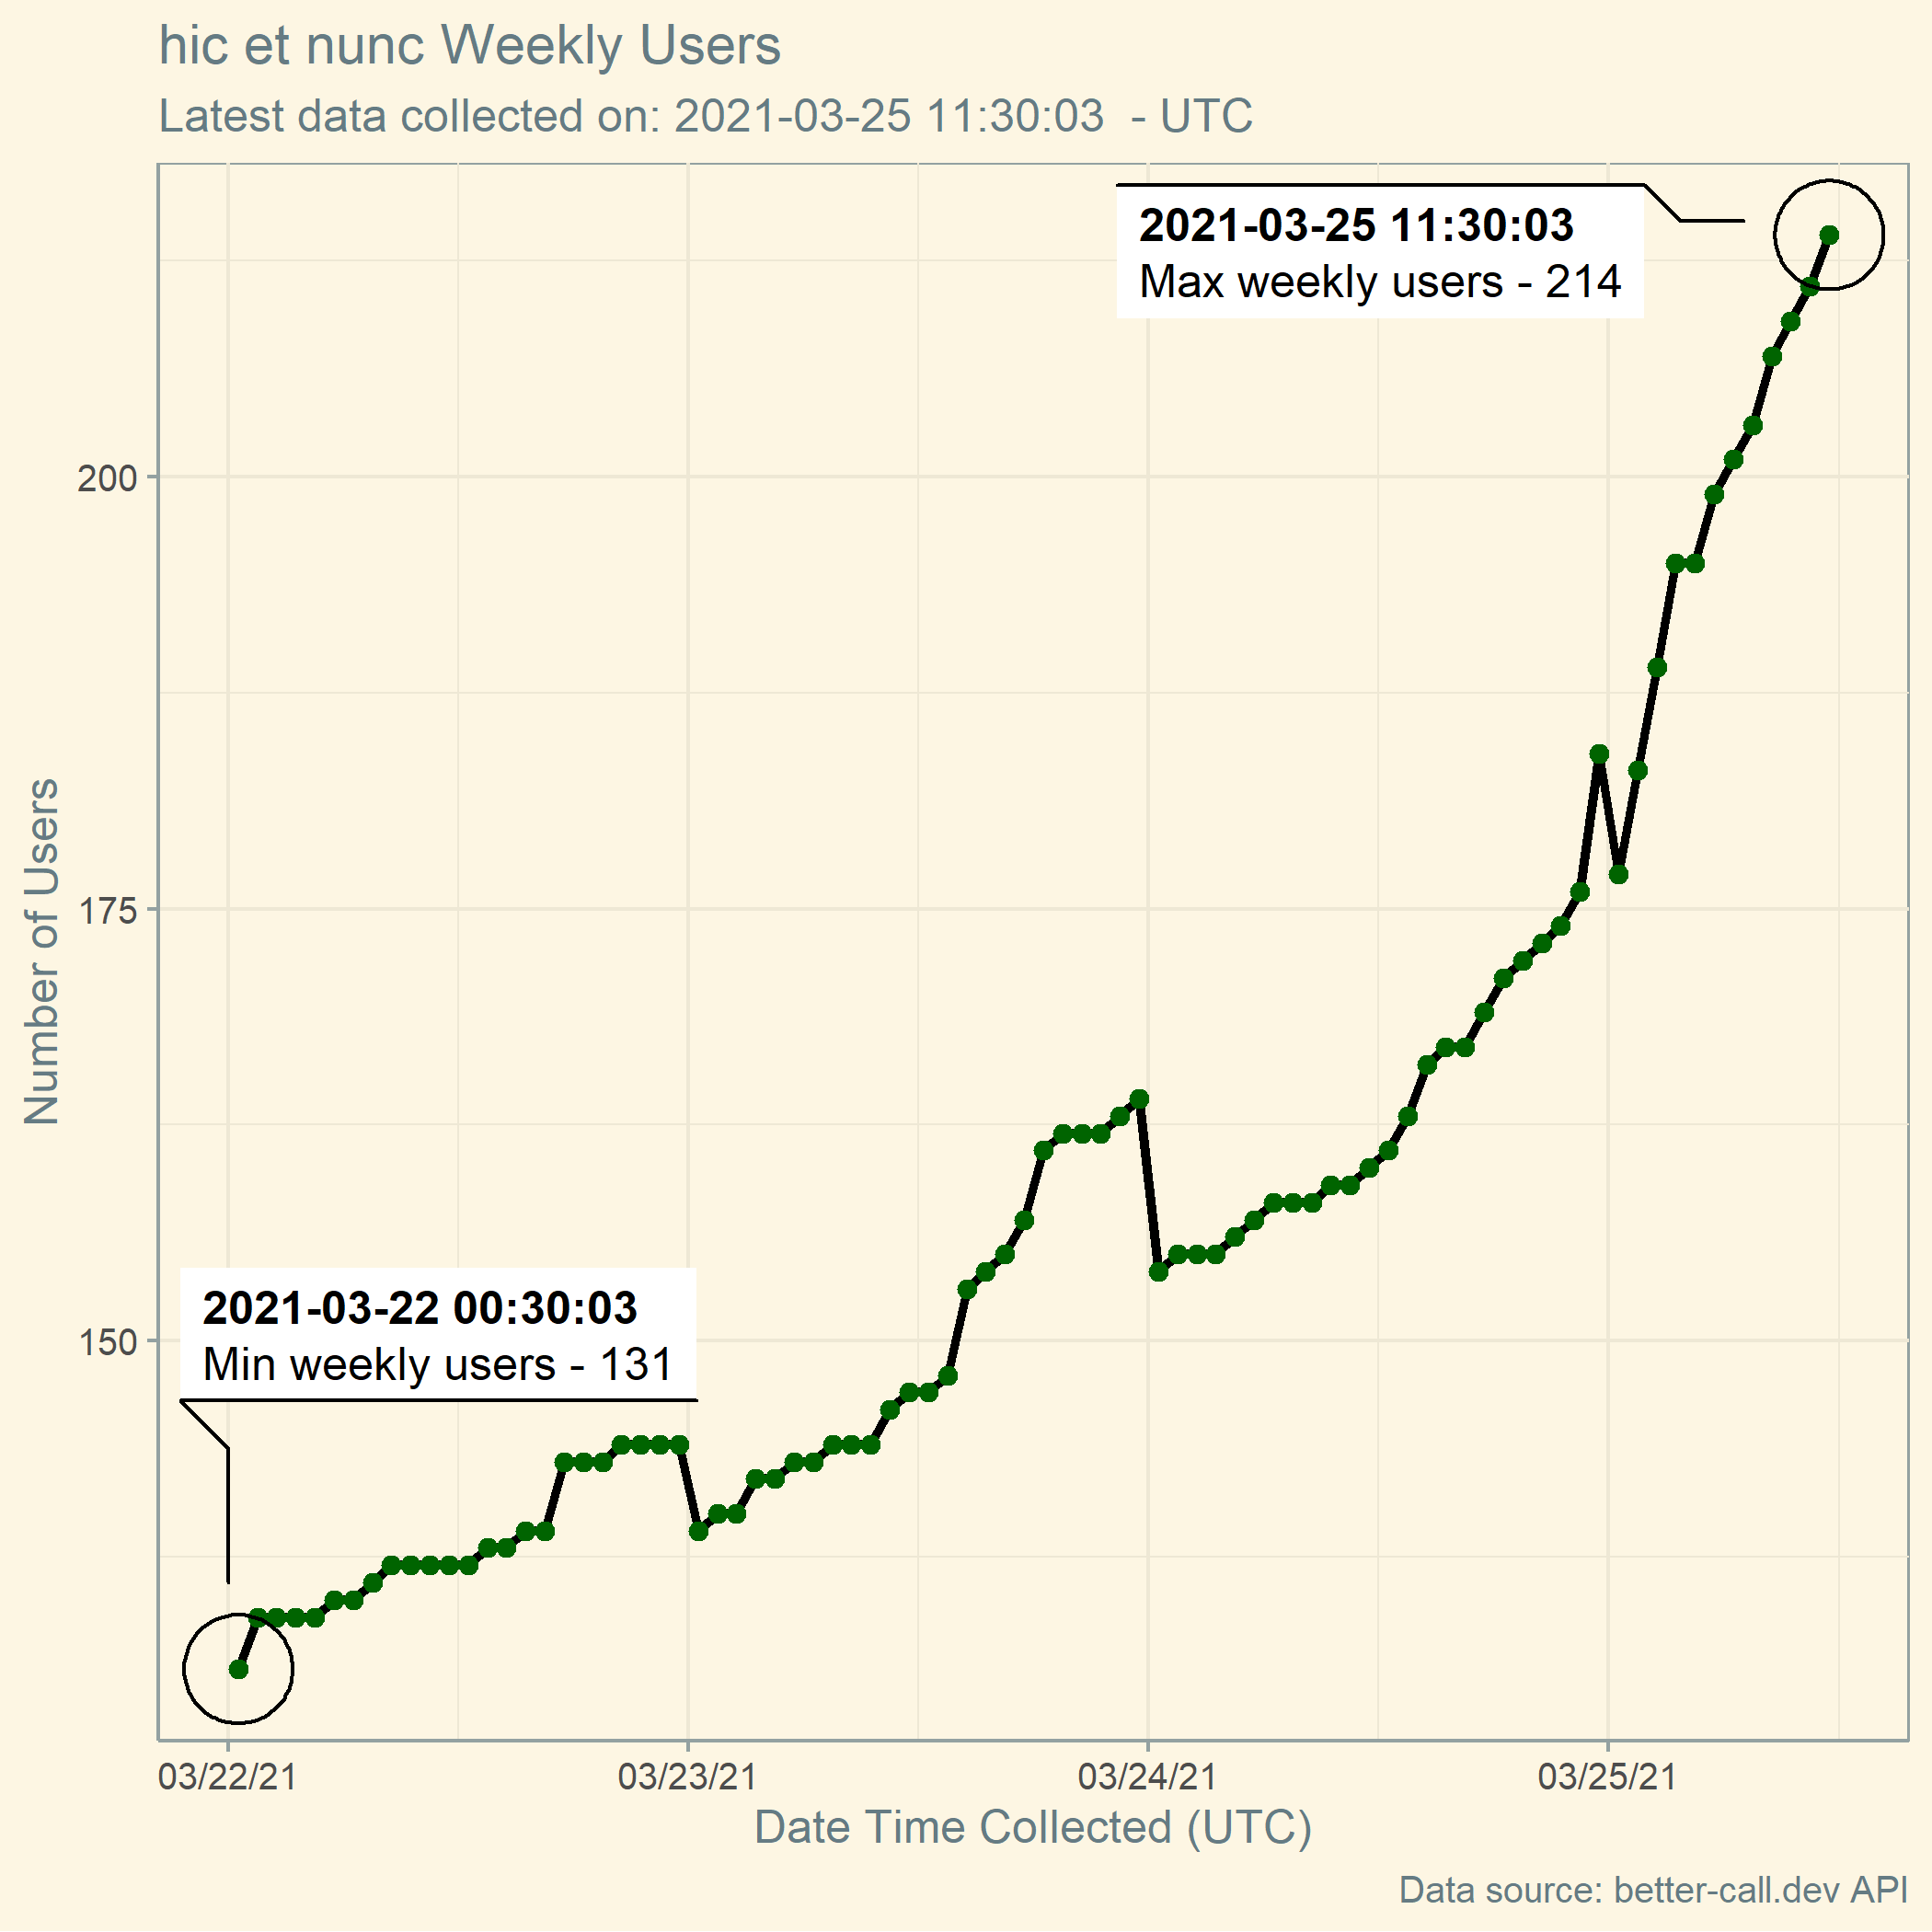 hic et nunc Weekly Users
Latest data collected on: 2021-03-25 11:30:03  - UTC
2021-03-25 11:30:03
Max weekly users - 214
200
175
150
Number of Users
2021-03-22 00:30:03
Min weekly users - 131
03/22/21 03/23/21 03/24/21 03/25/21
Date Time Collected (UTC)
Data source: better-call.dev API